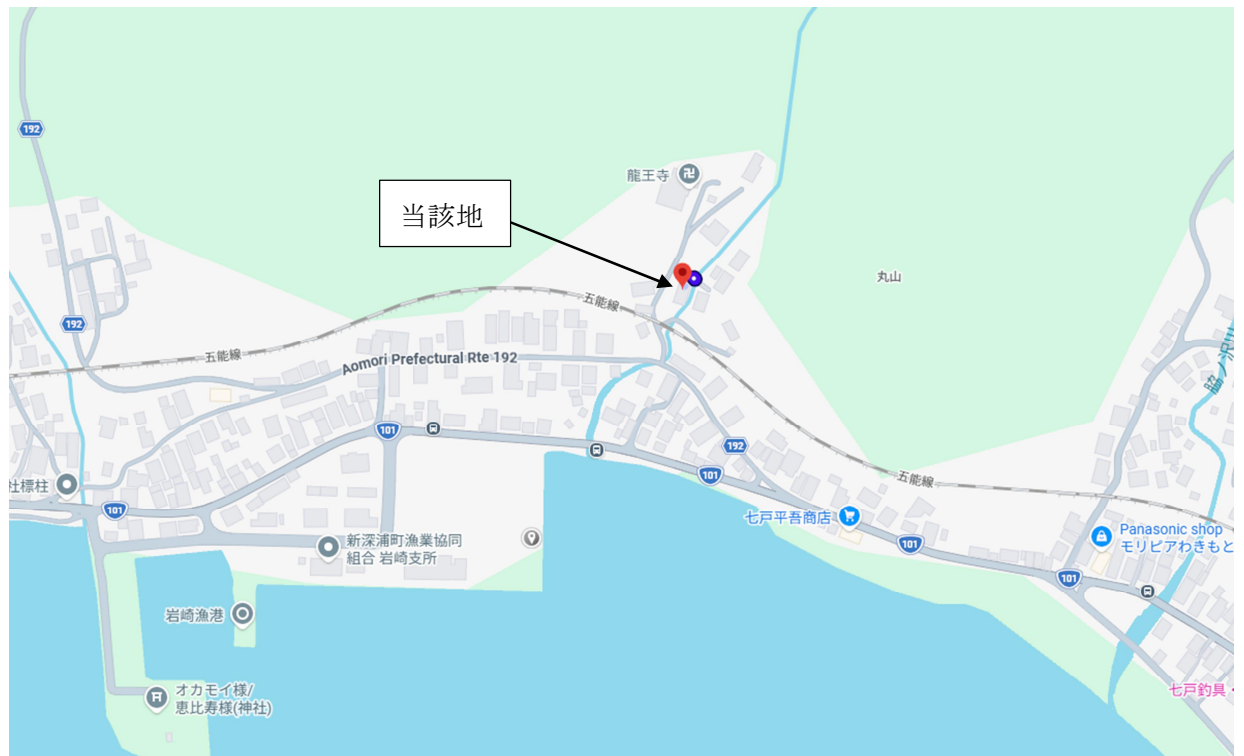 192
龍王寺
当該地
丸山
五能線
192
五能線
Aomori Prefectural Rte 192
101
192
101
五能線
社標柱
101
七戸平吾商店
新深浦町漁業協同
組合 岩崎支所
101
Panasonic shop
モリピアわきもと
101
岩崎漁港
オカモイ様/
恵比寿様(神社)
七戸釣具・